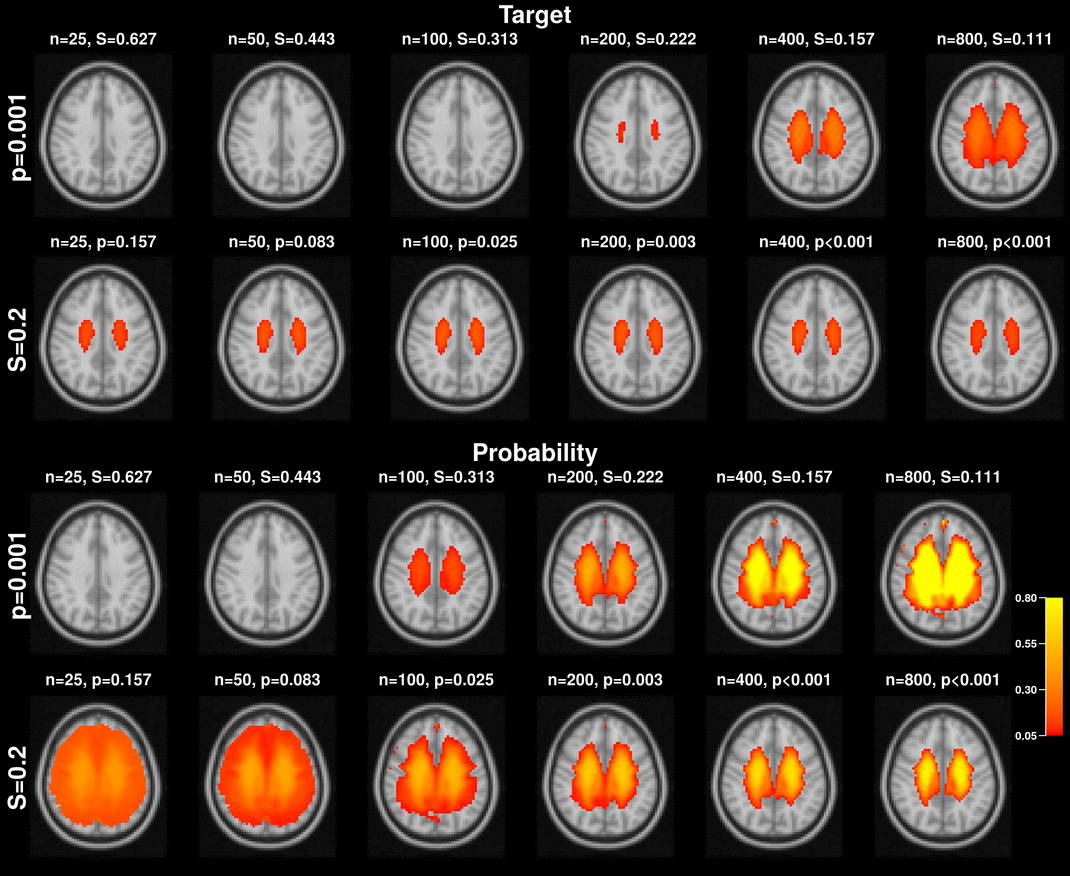 Target
n=25, S=0.627 n=50, S=0.443 n=100, S=0.313 n=200, S=0.222 n=400, S=0.157 n=800, S=0.111
p=0.001
n=25, p=0.157 n=50, p=0.083 n=100, p=0.025 n=200, p=0.003 n=400, p<0.001 n=800, p<0.001
S=0.2
Probability
n=25, S=0.627 n=50, S=0.443 n=100, S=0.313 n=200, S=0.222 n=400, S=0.157 n=800, S=0.111
p=0.001
0.80
0.55
0.30
0.05
n=25, p=0.157 n=50, p=0.083 n=100, p=0.025 n=200, p=0.003 n=400, p<0.001 n=800, p<0.001
S=0.2